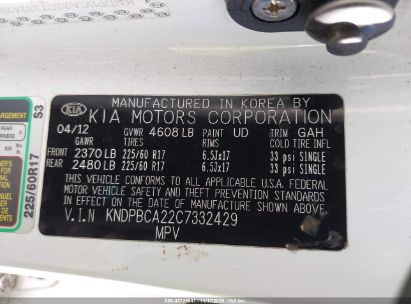 MANUFACTURED IN KOREA BY
KIA KIA MOTORS CORPORATION
04/12 GVWR 4608 LB PAINT UD TRIM GAH
GAWR TIRES RIMS COLD TIRE INFL
FRONT 2370 LB 225/60 R17 6.5Jx17 33 psi SINGLE
REAR 2480 LB 225/60 R17 6.5Jx17 33 psi SINGLE
THIS VEHICLE CONFORMS TO ALL APPLICABLE U.S.A. FEDERAL
MOTOR VEHICLE SAFETY AND THEFT PREVENTION STANDARDS
IN EFFECT ON THE DATE OF MANUFACTURE SHOWN ABOVE.
V.I.N KNDPBCA22C7332429
MPV
225/60R17 S3
REAR